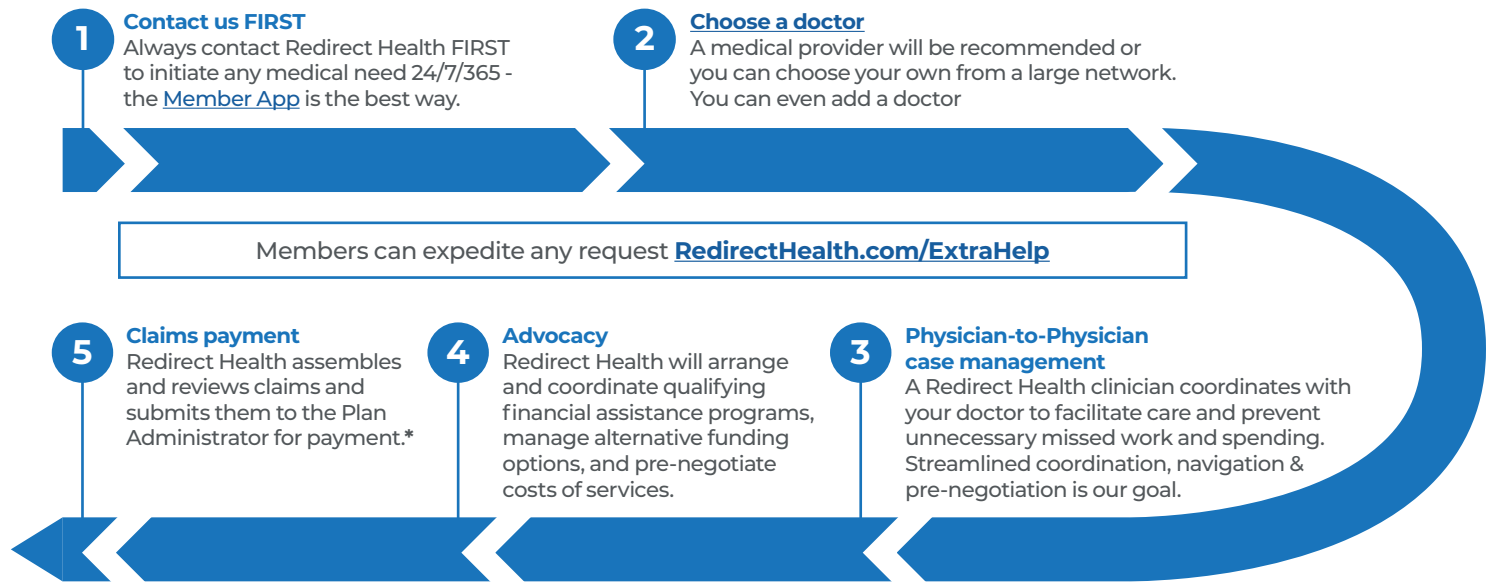 1
Contact us FIRST
Always contact Redirect Health FIRST
to initiate any medical need 24/7/365 -
the Member App is the best way.
2
Choose a doctor
A medical provider will be recommended or
you can choose your own from a large network.
You can even add a doctor
Members can expedite any request RedirectHealth.com/ExtraHelp
3
Physician-to-Physician
case management
A Redirect Health clinician coordinates with
your doctor to facilitate care and prevent
unnecessary missed work and spending.
Streamlined coordination, navigation &
pre-negotiation is our goal.
4
Advocacy
Redirect Health will arrange
and coordinate qualifying
financial assistance programs,
manage alternative funding
options, and pre-negotiate
costs of services.
5
Claims payment
Redirect Health assembles
and reviews claims and
submits them to the Plan
Administrator for payment.*